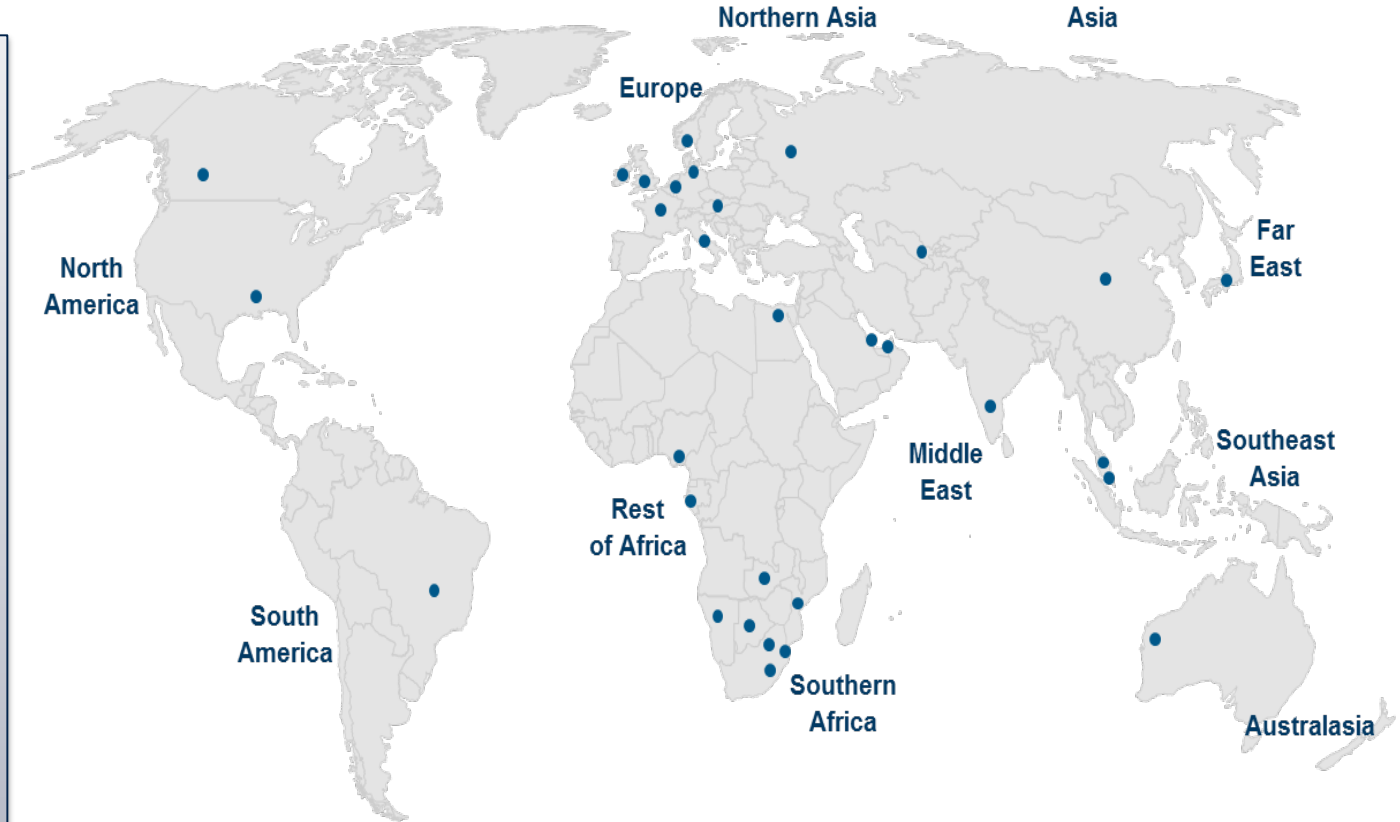 Northern Asia
Asia
Europe
Far
East
North
America
Southeast
Asia
Middle
East
Rest
of Africa
South
America
Southern
Africa
Australasia